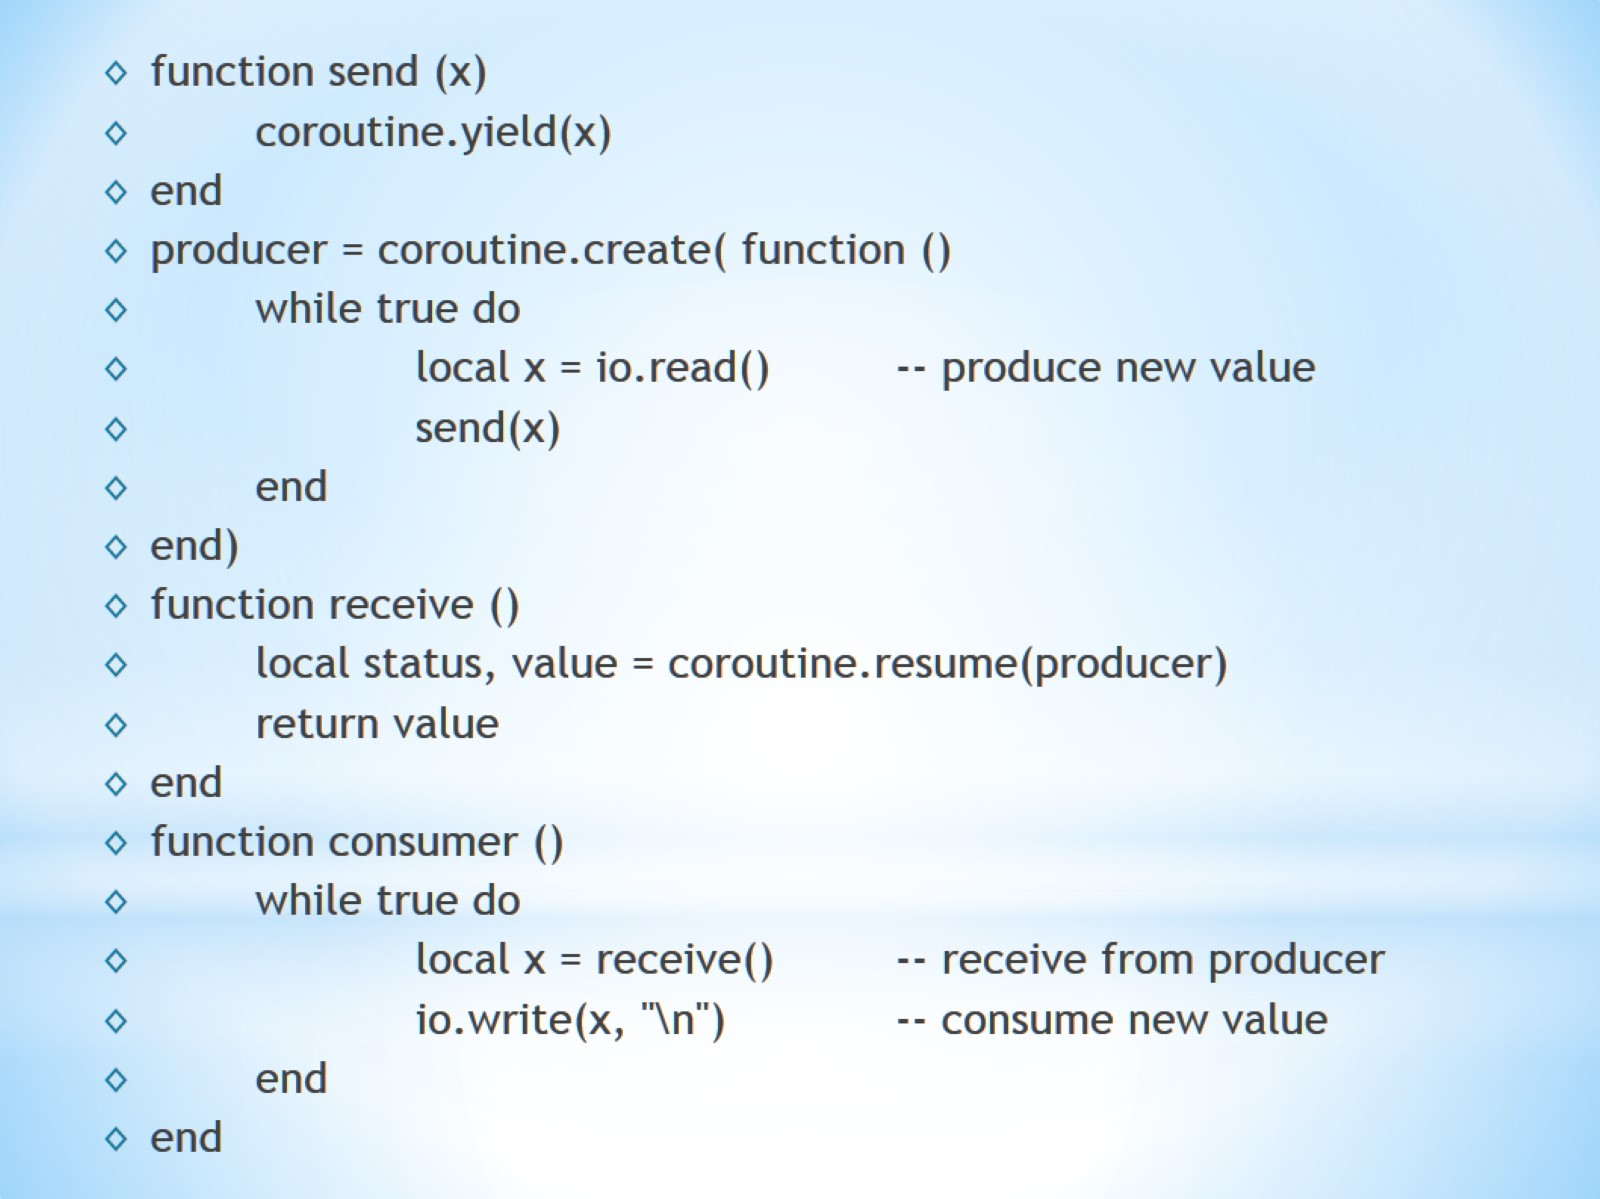 ◇ function send (x)
◇ coroutine.yield(x)
◇ end
◇ producer = coroutine.create( function ()
◇ while true do
◇ local x = io.read() -- produce new value
◇ send(x)
◇ end
◇ end)
◇ function receive ()
◇ local status, value = coroutine.resume(producer)
◇ return value
◇ end
◇ function consumer ()
◇ while true do
◇ local x = receive() -- receive from producer
◇ io.write(x, "\n") -- consume new value
◇ end
◇ end